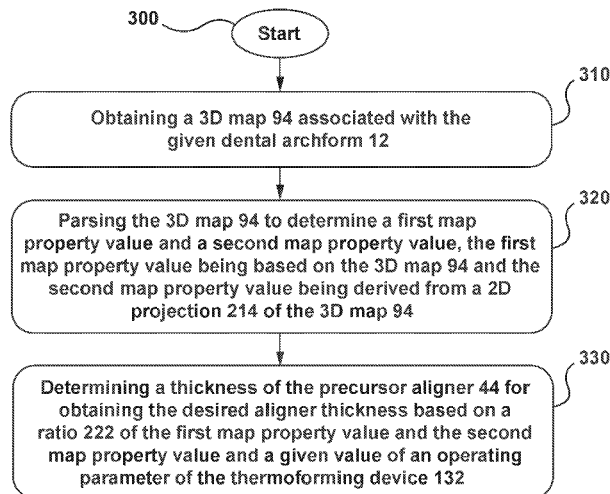 300
Start
310
Obtaining a 3D map 94 associated with the
given dental archform 12
320
Parsing the 3D map 94 to determine a first map
property value and a second map property value, the first
map property value being based on the 3D map 94 and the
second map property value being derived from a 2D
projection 214 of the 3D map 94
330
Determining a thickness of the precursor aligner 44 for
obtaining the desired aligner thickness based on a
ratio 222 of the first map property value and the second
map property value and a given value of an operating
parameter of the thermoforming device 132